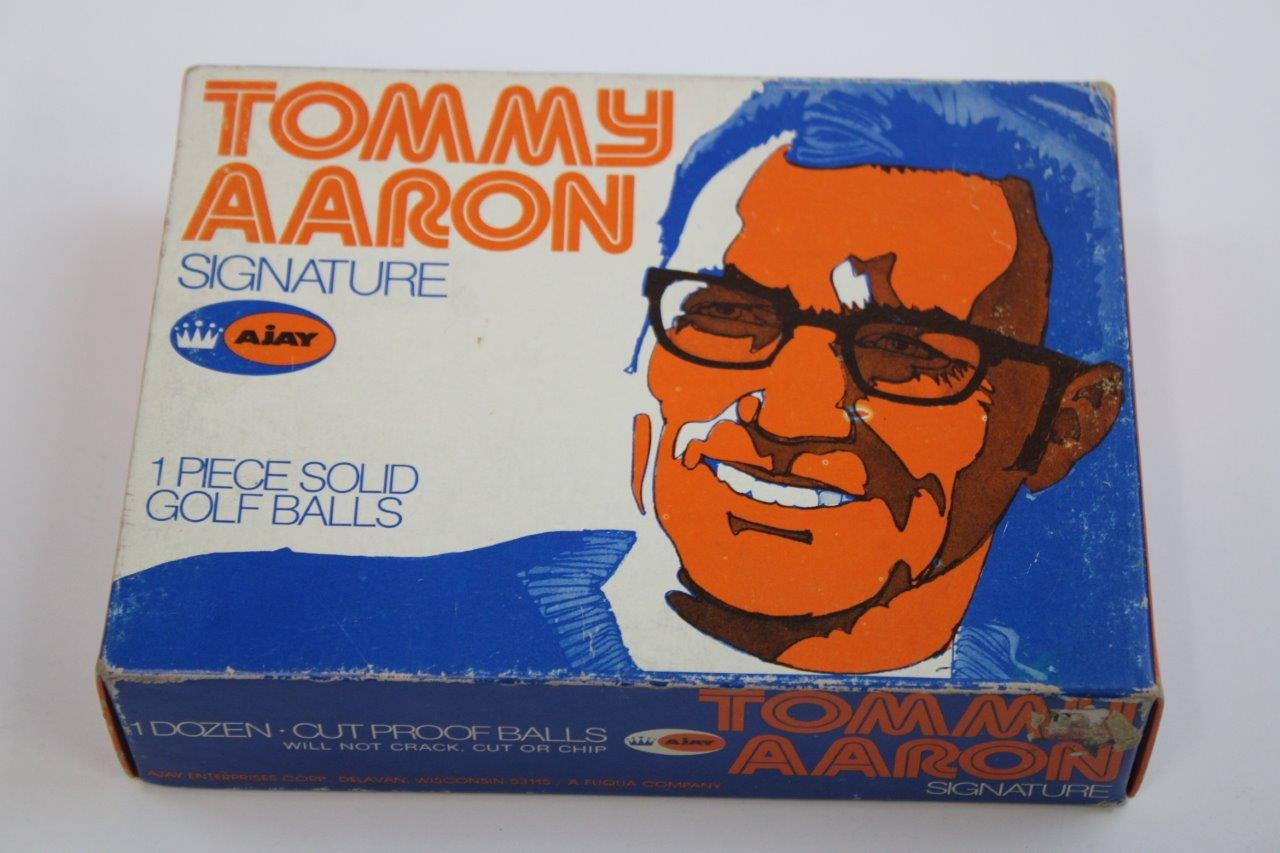 TOMMY
AARON
SIGNATURE
AJAY
1 PIECE SOLID
GOLF BALLS
1 DOZEN · CUT PROOF BALLS
WILL NOT CRACK, CUT OR CHIP
AJAY
TOMMY
AARON
SIGNATURE
AJAY ENTERPRISES CORP., DELAVAN, WISCONSIN 53115 / A FUQUA COMPANY